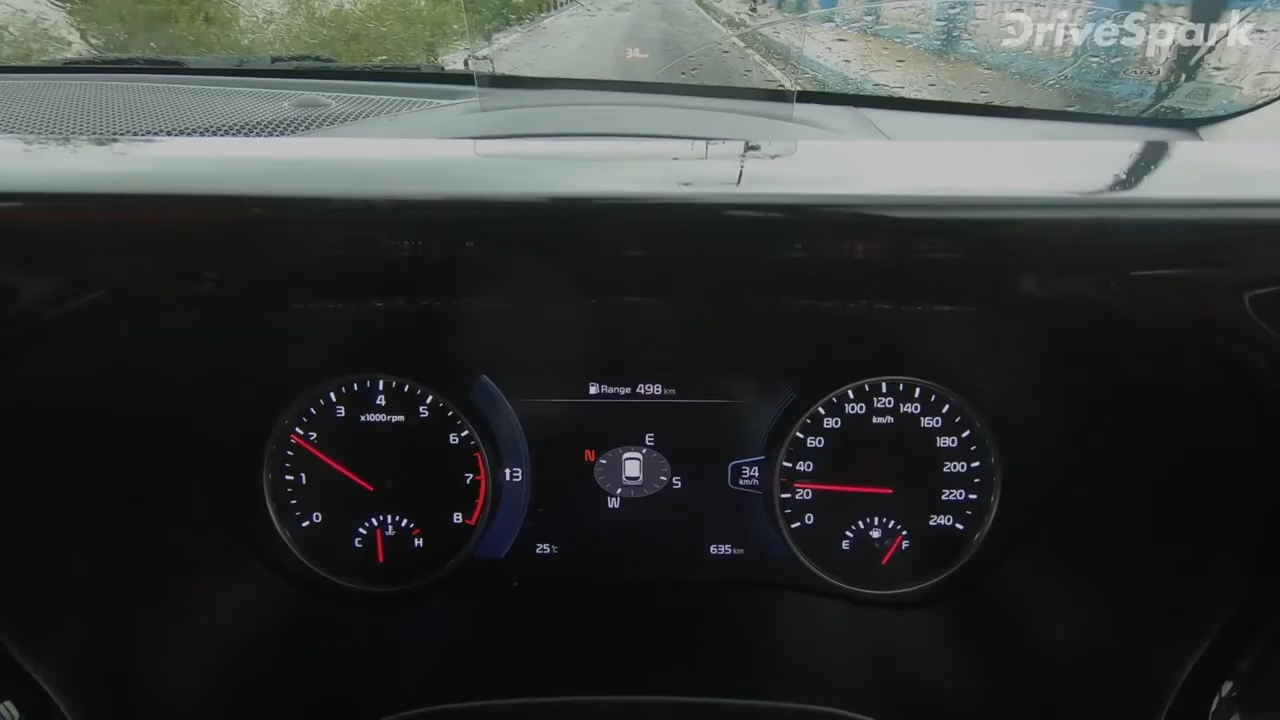 DriveSpark
34
Range 498 km
0
1
2
3
4
5
6
7
8
x1000rpm
C H
↑3
N
E
S
W
34
km/h
25°c
635 km
0
20
40
60
80
100
120
140
160
180
200
220
240
km/h
E F